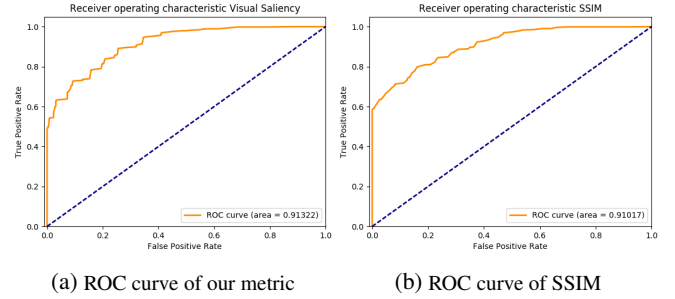 Receiver operating characteristic Visual Saliency
1.0
0.8
0.6
0.4
0.2
0.0
True Positive Rate
0.0 0.2 0.4 0.6 0.8 1.0
False Positive Rate
ROC curve (area = 0.91322)
(a) ROC curve of our metric
Receiver operating characteristic SSIM
1.0
0.8
0.6
0.4
0.2
0.0
True Positive Rate
0.0 0.2 0.4 0.6 0.8 1.0
False Positive Rate
ROC curve (area = 0.91017)
(b) ROC curve of SSIM